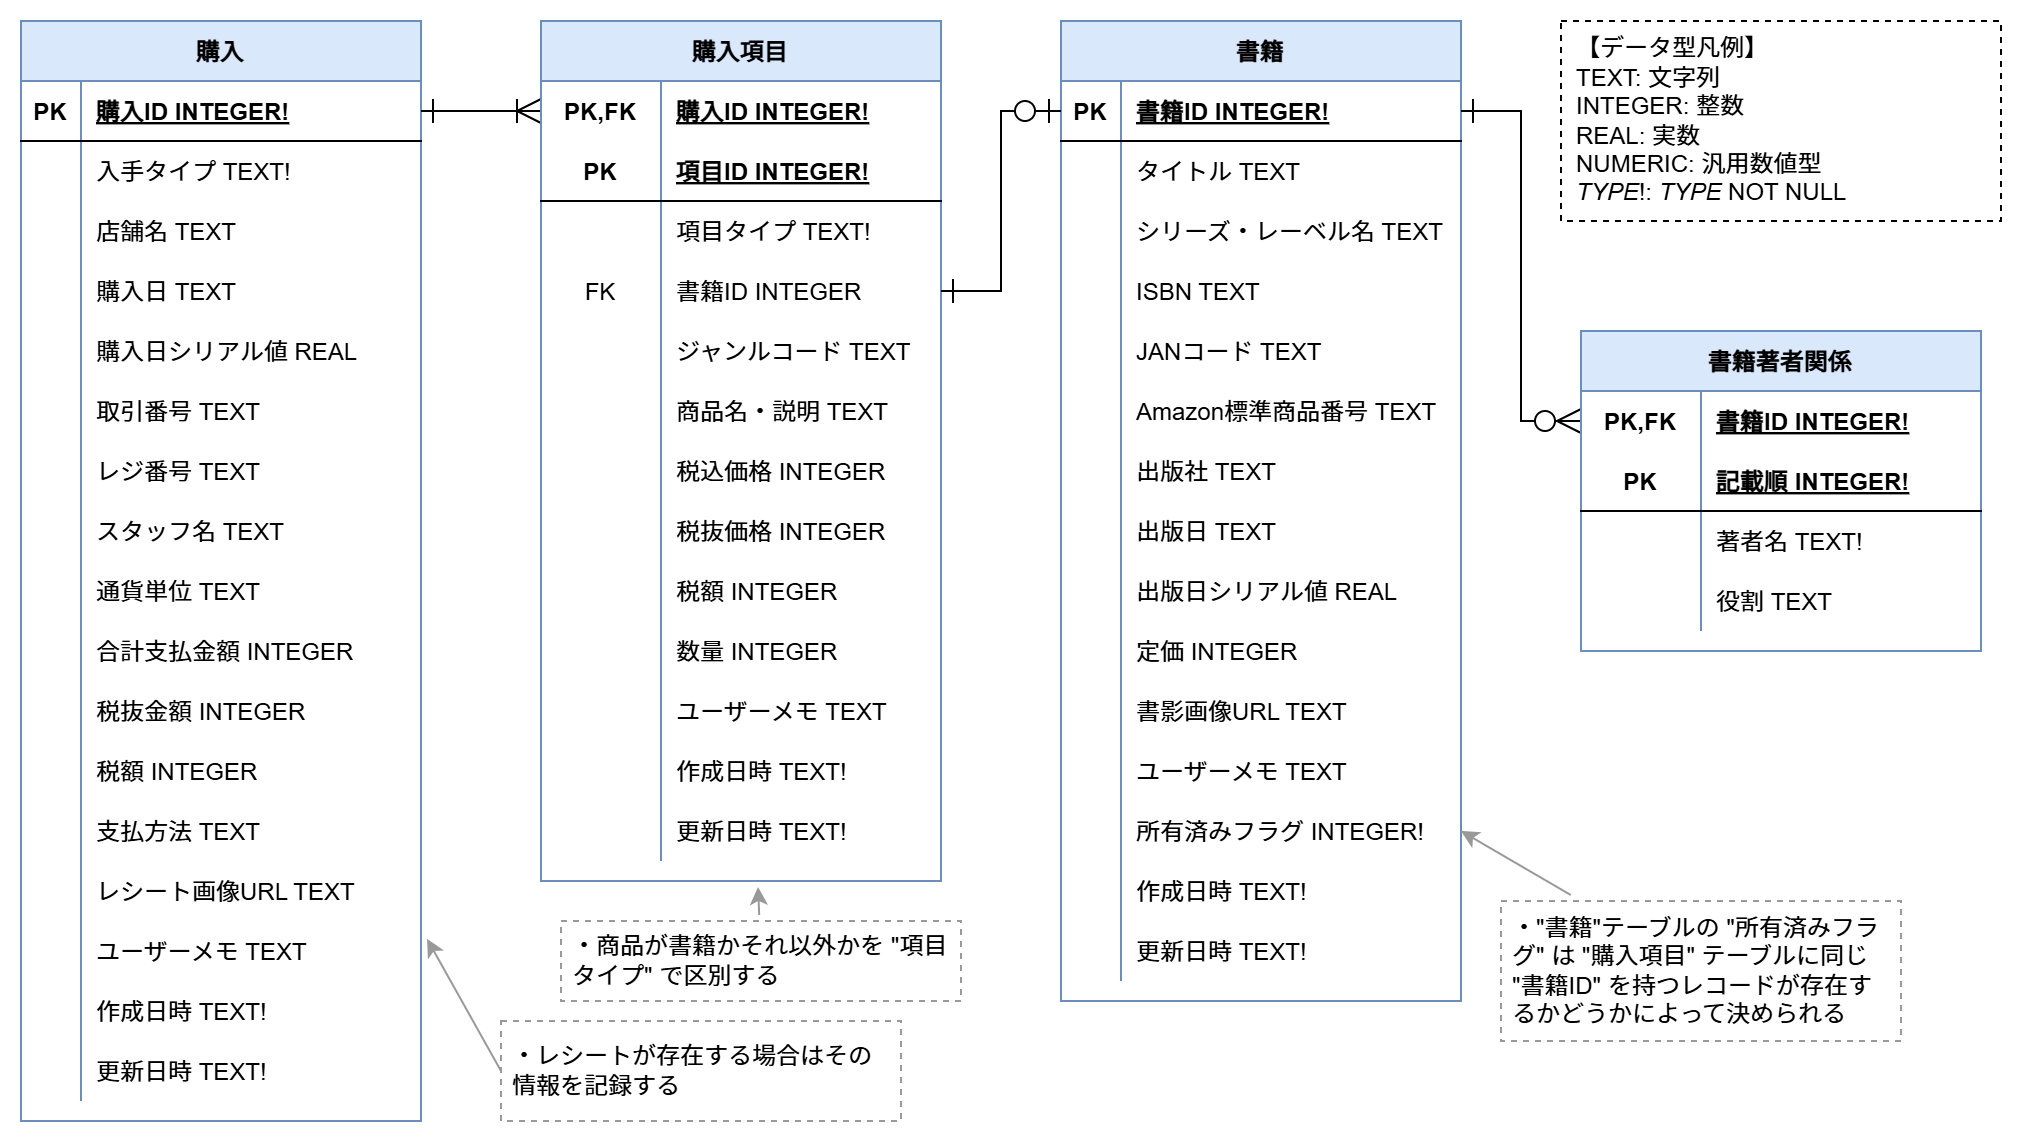 購入
PK 購入ID INTEGER!
入手タイプ TEXT!
店舗名 TEXT
購入日 TEXT
購入日シリアル値 REAL
取引番号 TEXT
レジ番号 TEXT
スタッフ名 TEXT
通貨単位 TEXT
合計支払金額 INTEGER
税抜金額 INTEGER
税額 INTEGER
支払方法 TEXT
レシート画像URL TEXT
ユーザーメモ TEXT
作成日時 TEXT!
更新日時 TEXT!
購入項目
PK,FK 購入ID INTEGER!
PK 項目ID INTEGER!
項目タイプ TEXT!
FK 書籍ID INTEGER
ジャンルコード TEXT
商品名・説明 TEXT
税込価格 INTEGER
税抜価格 INTEGER
税額 INTEGER
数量 INTEGER
ユーザーメモ TEXT
作成日時 TEXT!
更新日時 TEXT!
・商品が書籍かそれ以外かを "項目
タイプ" で区別する
・レシートが存在する場合はその
情報を記録する
書籍
PK 書籍ID INTEGER!
タイトル TEXT
シリーズ・レーベル名 TEXT
ISBN TEXT
JANコード TEXT
Amazon標準商品番号 TEXT
出版社 TEXT
出版日 TEXT
出版日シリアル値 REAL
定価 INTEGER
書影画像URL TEXT
ユーザーメモ TEXT
所有済みフラグ INTEGER!
作成日時 TEXT!
更新日時 TEXT!
【データ型凡例】
TEXT: 文字列
INTEGER: 整数
REAL: 実数
NUMERIC: 汎用数値型
TYPE!: TYPE NOT NULL
書籍著者関係
PK,FK 書籍ID INTEGER!
PK 記載順 INTEGER!
著者名 TEXT!
役割 TEXT
・"書籍"テーブルの "所有済みフラ
グ" は "購入項目" テーブルに同じ
"書籍ID" を持つレコードが存在す
るかどうかによって決められる